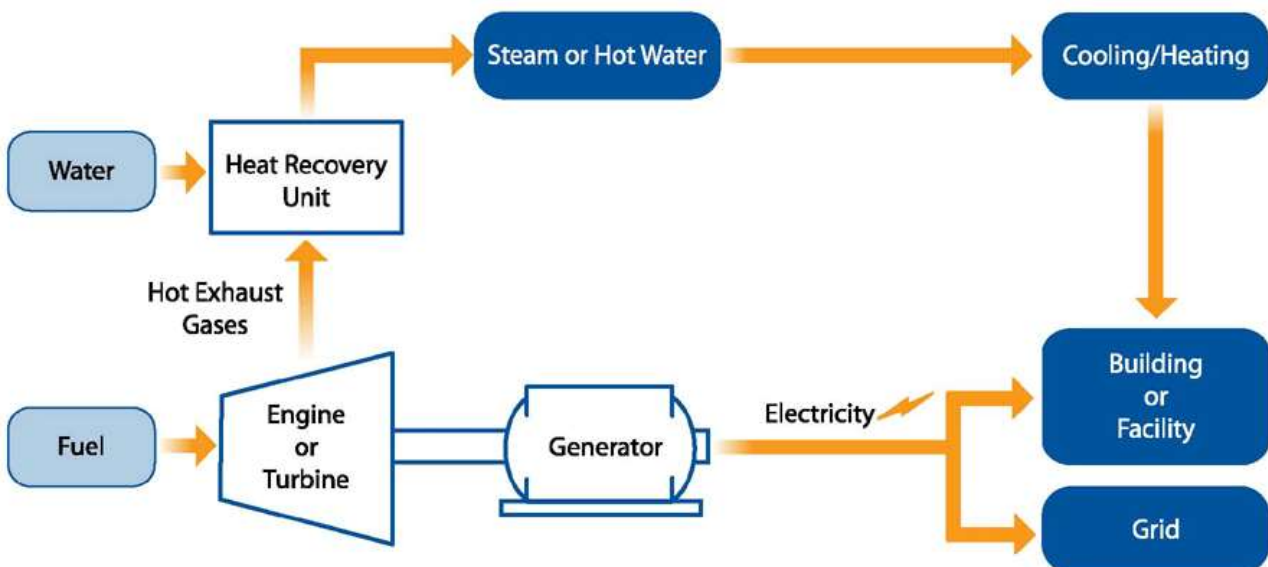 Steam or Hot Water
Cooling/Heating
Water
Heat Recovery
Unit
Hot Exhaust
Gases
Fuel
Engine
or
Turbine
Generator
Electricity
Building
or
Facility
Grid